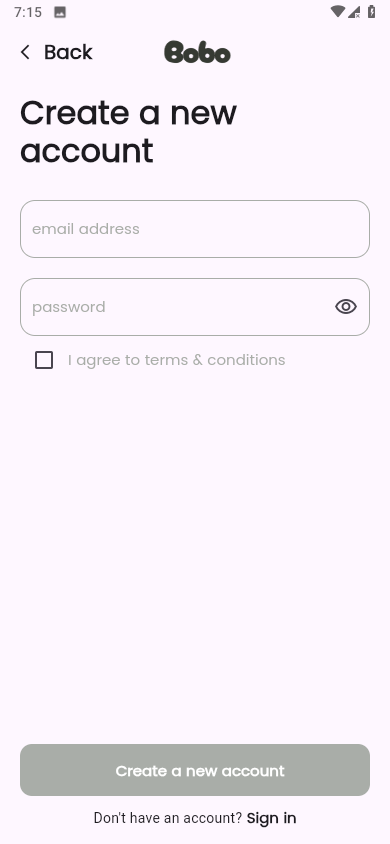 7:15
Back
Bobo
Create a new
account
email address
password
I agree to terms & conditions
Create a new account
Don't have an account? Sign in